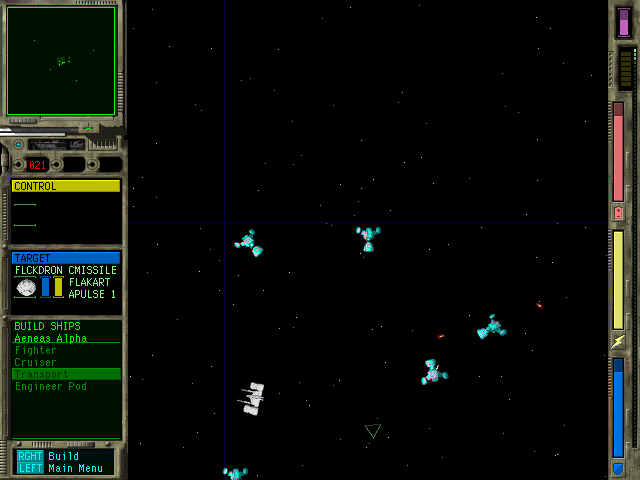 021
CONTROL
TARGET
FLCKDRON CMISSILE
FLAKART
APULSE 1
BUILD SHIPS
Aeneas Alpha
Fighter
Cruiser
Transport
Engineer Pod
RGHT Build
LEFT Main Menu